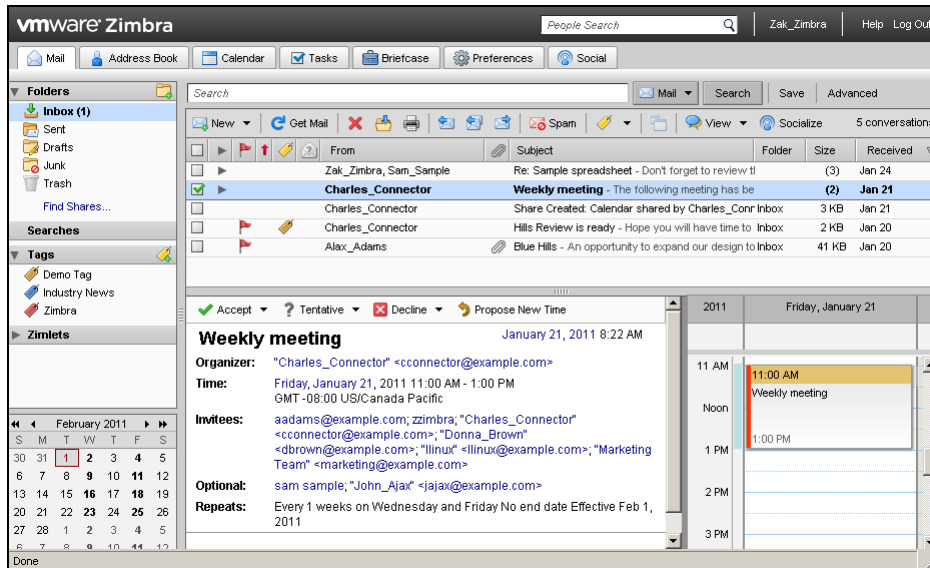 vmware Zimbra People Search Zak_Zimbra Help Log Out
Mail Address Book Calendar Tasks Briefcase Preferences Social
Folders
Inbox (1)
Sent
Drafts
Junk
Trash
Find Shares...
Searches
Tags
Demo Tag
Industry News
Zimbra
Zimlets
February 2011
S M T W T F S
30 31 1 2 3 4 5
6 7 8 9 10 11 12
13 14 15 16 17 18 19
20 21 22 23 24 25 26
27 28 1 2 3 4 5
6 7 8 9 10 11 12
Search Mail Search Save Advanced
New Get Mail Spam View Socialize 5 conversations
From Subject Folder Size Received
Zak_Zimbra, Sam_Sample Re: Sample spreadsheet - Don't forget to review tl (3) Jan 24
Charles_Connector Weekly meeting - The following meeting has be (2) Jan 21
Charles_Connector Share Created: Calendar shared by Charles_Conr Inbox 3 KB Jan 21
Charles_Connector Hills Review is ready - Hope you will have time to Inbox 2 KB Jan 20
Alax_Adams Blue Hills - An opportunity to expand our design to Inbox 41 KB Jan 20
Accept Tentative Decline Propose New Time
Weekly meeting January 21, 2011 8:22 AM
Organizer: "Charles_Connector" <cconnector@example.com>
Time: Friday, January 21, 2011 11:00 AM - 1:00 PM
GMT -08:00 US/Canada Pacific
Invitees: aadams@example.com; zzimbra; "Charles_Connector"
<cconnector@example.com>; "Donna_Brown"
<dbrown@example.com>; "llinux" <llinux@example.com>; "Marketing
Team" <marketing@example.com>
Optional: sam sample; "John_Ajax" <jajax@example.com>
Repeats: Every 1 weeks on Wednesday and Friday No end date Effective Feb 1,
2011
2011 Friday, January 21
11 AM
11:00 AM
Weekly meeting
Noon
1:00 PM
1 PM
2 PM
3 PM
Done